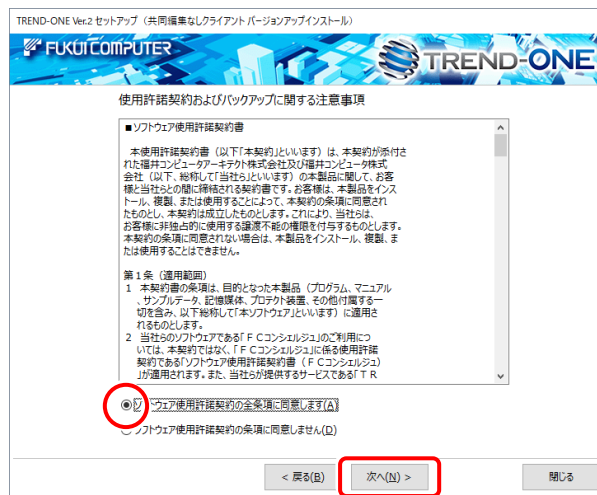 TREND-ONE Ver.2 セットアップ（共同編集なしクライアント バージョンアップインストール）
FUKUI COMPUTER
TREND-ONE
使用許諾契約およびバックアップに関する注意事項
■ソフトウェア使用許諾契約書
本使用許諾契約書（以下「本契約」といいます）は、本契約が添付さ
れた福井コンピュータアーキテクト株式会社及び福井コンピュータ株式
会社（以下、総称して「当社ら」といいます）の本製品に関して、お客
様と当社らとの間に締結される契約書です。お客様は、本製品をインス
トール、複製、または使用することによって、本契約の条項に同意され
たものとし、本契約は成立したものとします。これにより、当社らは、
お客様に非独占的に使用する譲渡不能の権限を付与するものとします。
本契約の条項に同意されない場合は、本製品をインストール、複製、ま
たは使用することはできません。
第１条（適用範囲）
１　本契約書の条項は、目的となった本製品（プログラム、マニュアル
、サンプルデータ、記憶媒体、プロテクト装置、その他付属する一
切を含み、以下総称して「本ソフトウェア」といいます）に適用さ
れるものとします。
２　当社らのソフトウェアである「ＦＣコンシェルジュ」のご利用につ
いては、本契約ではなく、「ＦＣコンシェルジュ」に係る使用許諾
契約である「ソフトウェア使用許諾契約書（ＦＣコンシェルジュ）
」が適用されます。また、当社らが提供するサービスである「ＴＲ
ソフトウェア使用許諾契約の全条項に同意します(A)
ソフトウェア使用許諾契約の条項に同意しません(D)
< 戻る(B)
次へ(N) >
閉じる